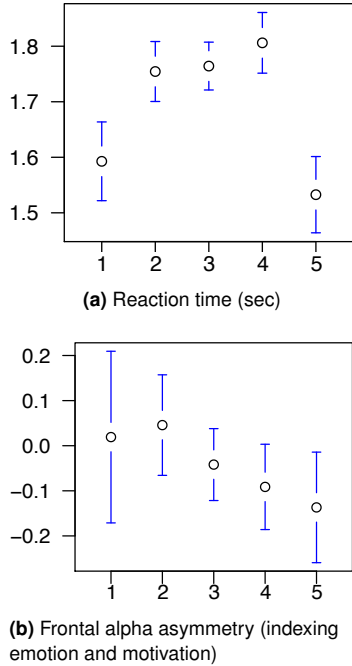 1.8
1.7
1.6
1.5
1 2 3 4 5
(a) Reaction time (sec)
0.2
0.1
0.0
−0.1
−0.2
1 2 3 4 5
(b) Frontal alpha asymmetry (indexing
emotion and motivation)